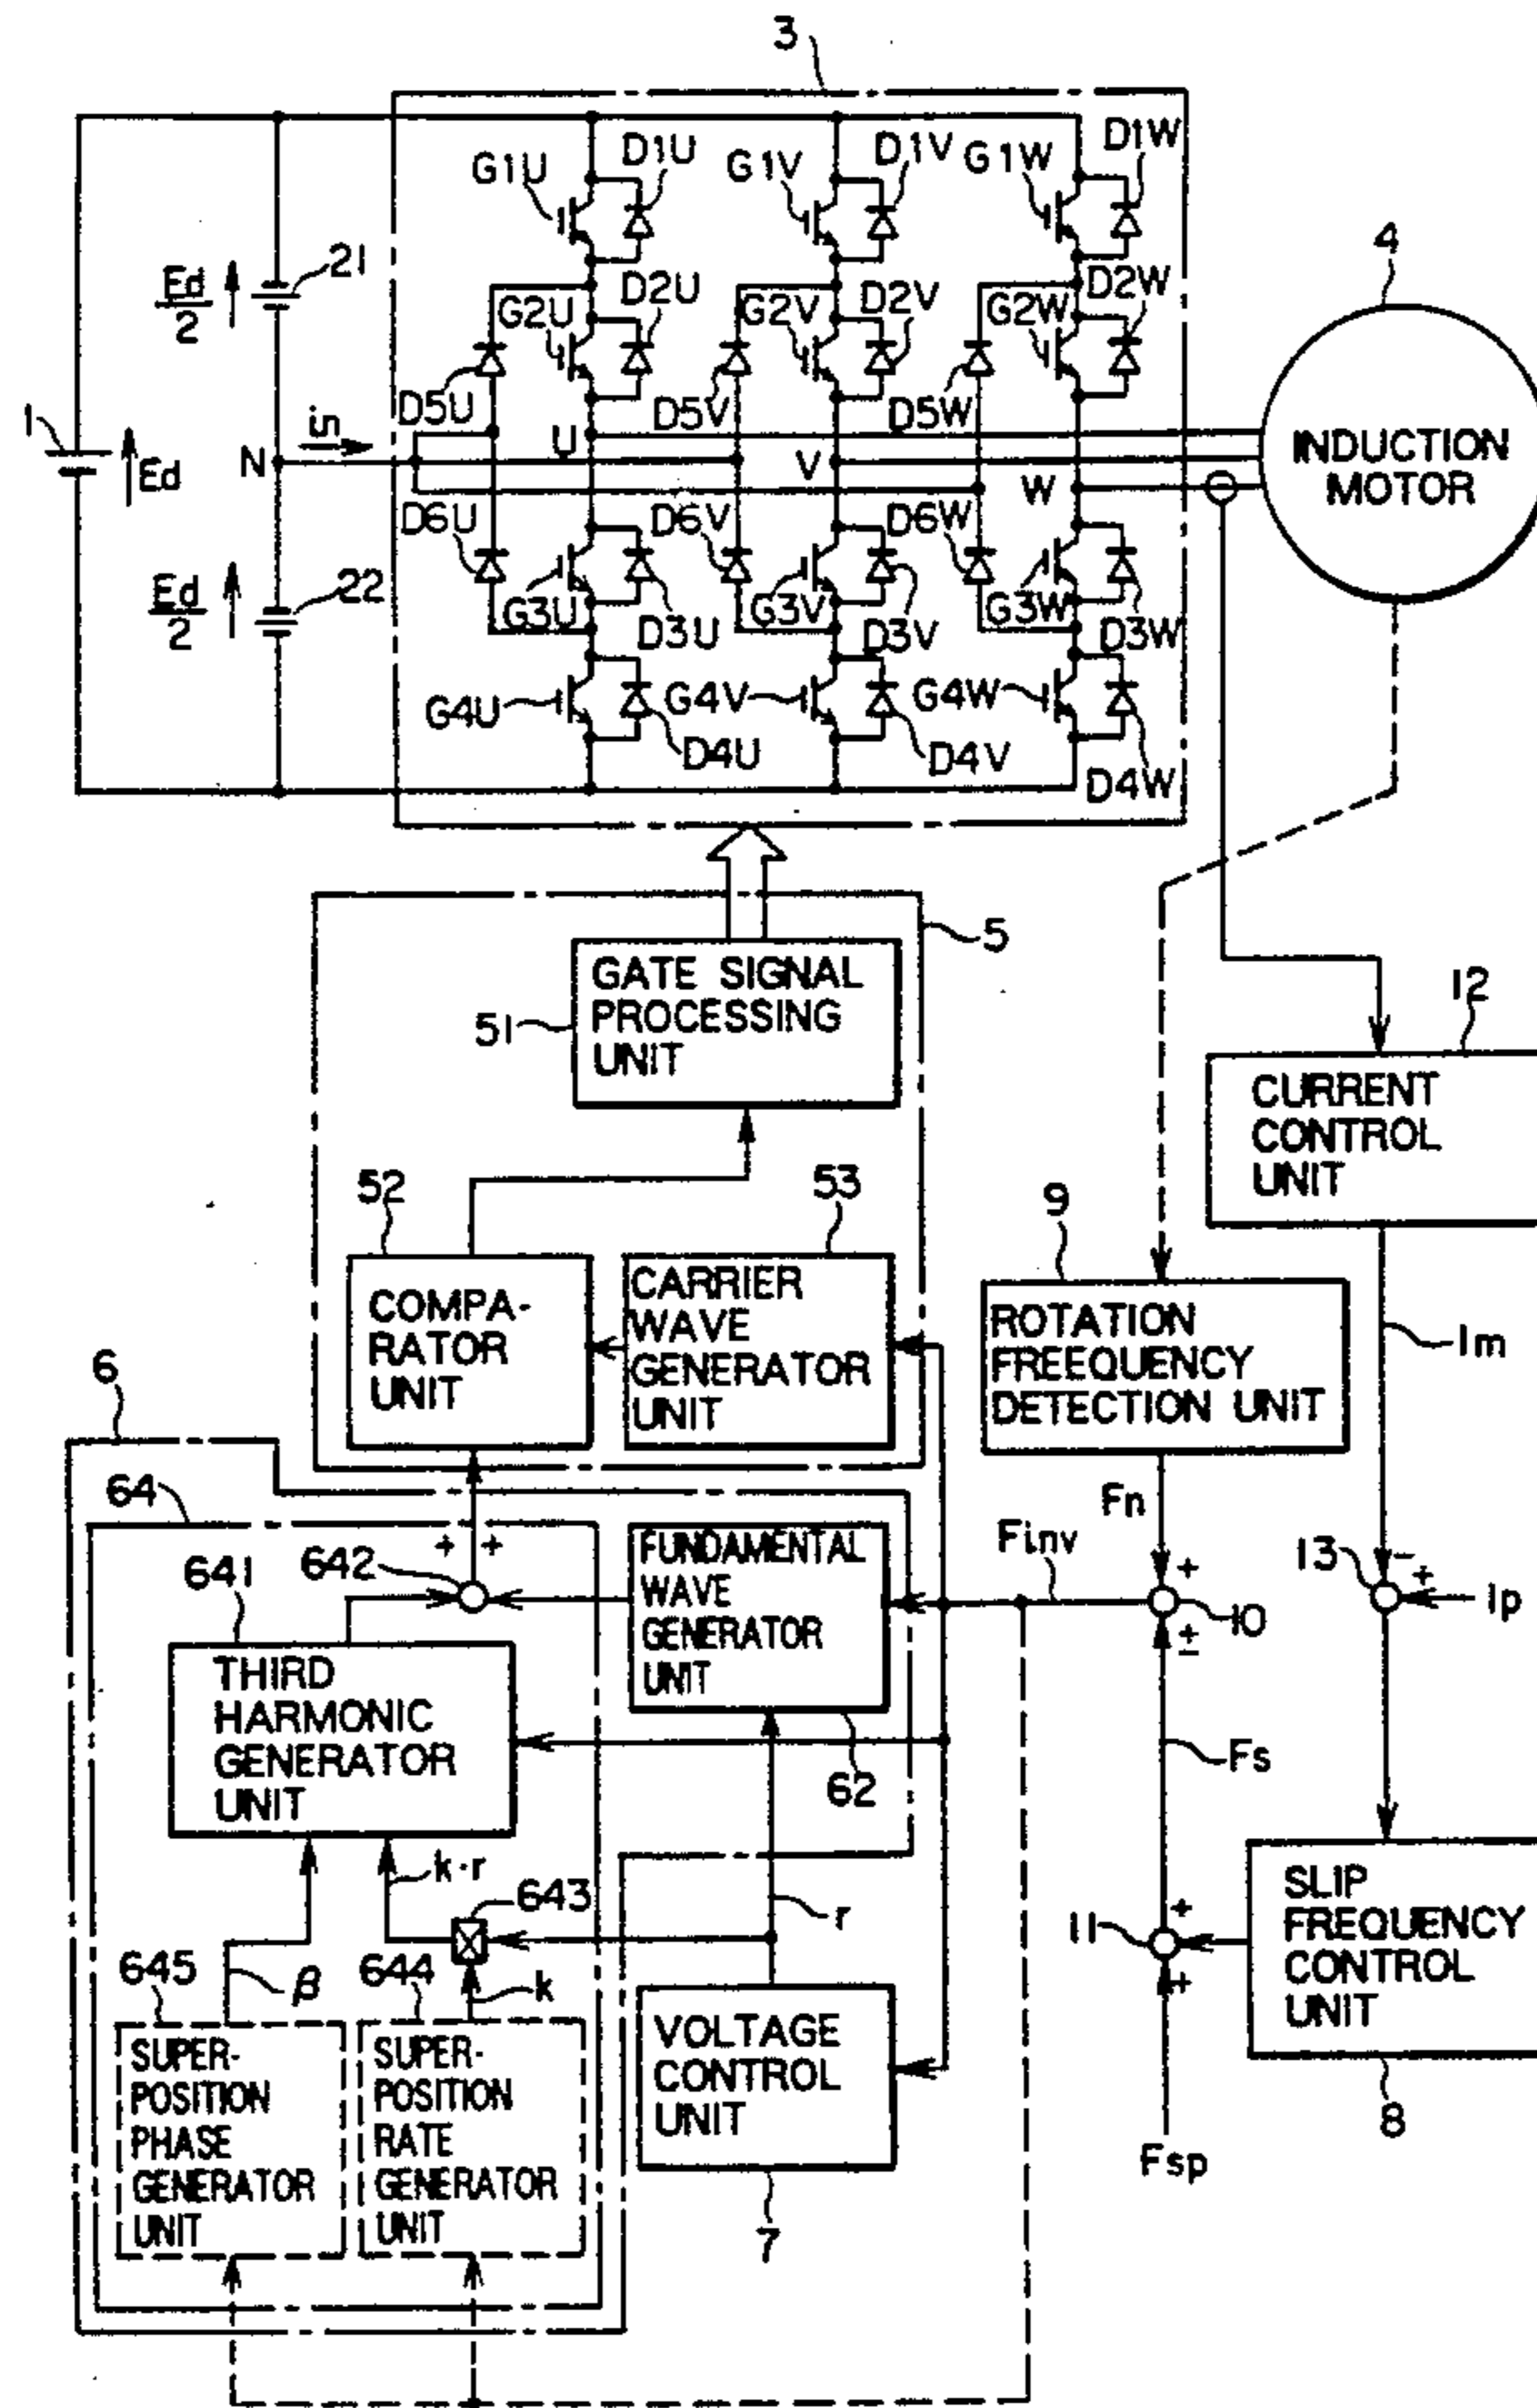 3
G1U
D1U
G1V
D1V
G1W
D1W
4
Ed
2
21
G2U
D2U
G2V
D2V
G2W
D2W
1
Ed
N
in
D5U
U
D5V
V
D5W
W
INDUCTION
MOTOR
D6U
D6V
D6W
Ed
2
22
G3U
D3U
G3V
D3V
G3W
D3W
G4U
D4U
G4V
D4V
G4W
D4W
5
GATE SIGNAL
PROCESSING
UNIT
51
12
CURRENT
CONTROL
UNIT
52
53
9
COMPA-
RATOR
UNIT
CARRIER
WAVE
GENERATOR
UNIT
ROTATION
FREEQUENCY
DETECTION UNIT
Im
6
64
Fn
+ +
642
641
FUNDAMENTAL
WAVE
GENERATOR
UNIT
Finv
+
10
±
13
-
+
Ip
THIRD
HARMONIC
GENERATOR
UNIT
62
Fs
k·r
643
r
+
11
+
SLIP
FREQUENCY
CONTROL
UNIT
645
β
644
k
SUPER-
POSITION
PHASE
GENERATOR
UNIT
SUPER-
POSITION
RATE
GENERATOR
UNIT
VOLTAGE
CONTROL
UNIT
7
8
Fsp